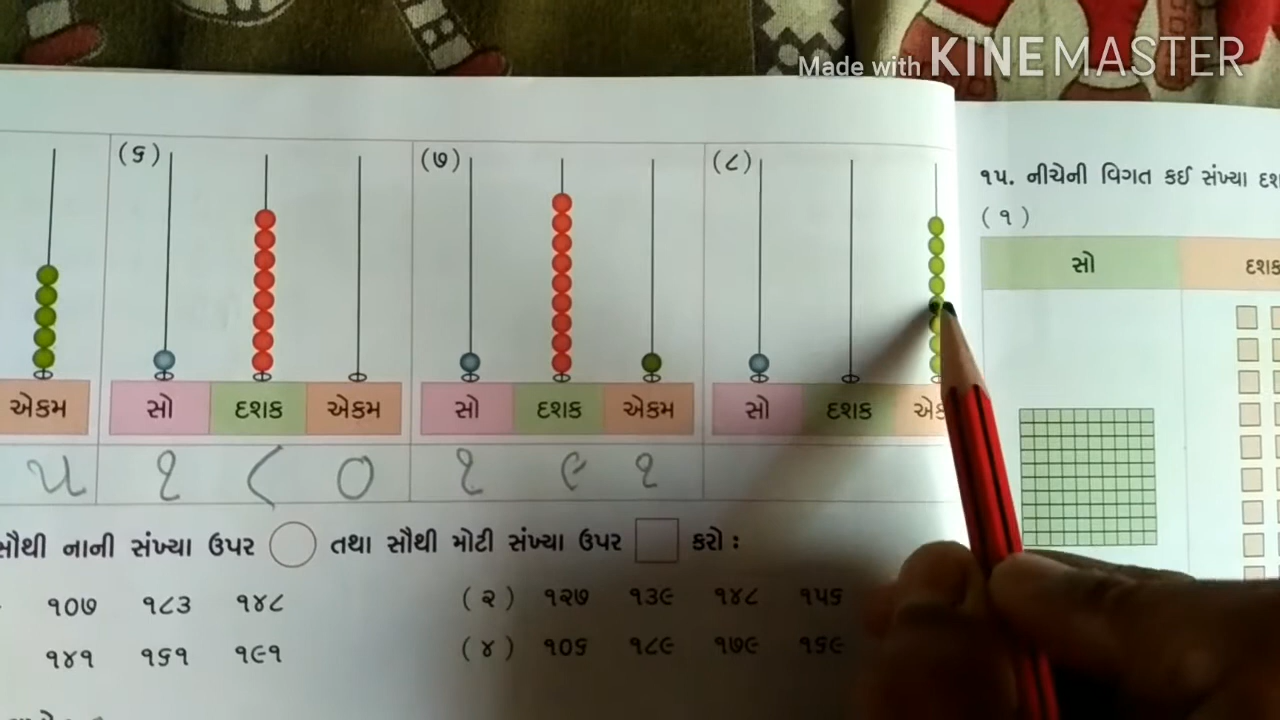 Made with KINEMASTER
(૬) (૭) (૮)
૧૫. નીચેની વિગત કઈ સંખ્યા
(૧)
સો
એકમ સો દશક એકમ સો દશક એકમ સો દશક
૫ ૧ ૮ ૦ ૧ ૯ ૧
સૌથી નાની સંખ્યા ઉપર તથા સૌથી મોટી સંખ્યા ઉપર કરો :
૧૦૭ ૧૮૩ ૧૪૮ (૨) ૧૨૭ ૧૩૯ ૧૪૮ ૧૫૬
૧૪૧ ૧૬૧ ૧૯૧ (૪) ૧૦૬ ૧૮૯ ૧૭૯ ૧૬૯